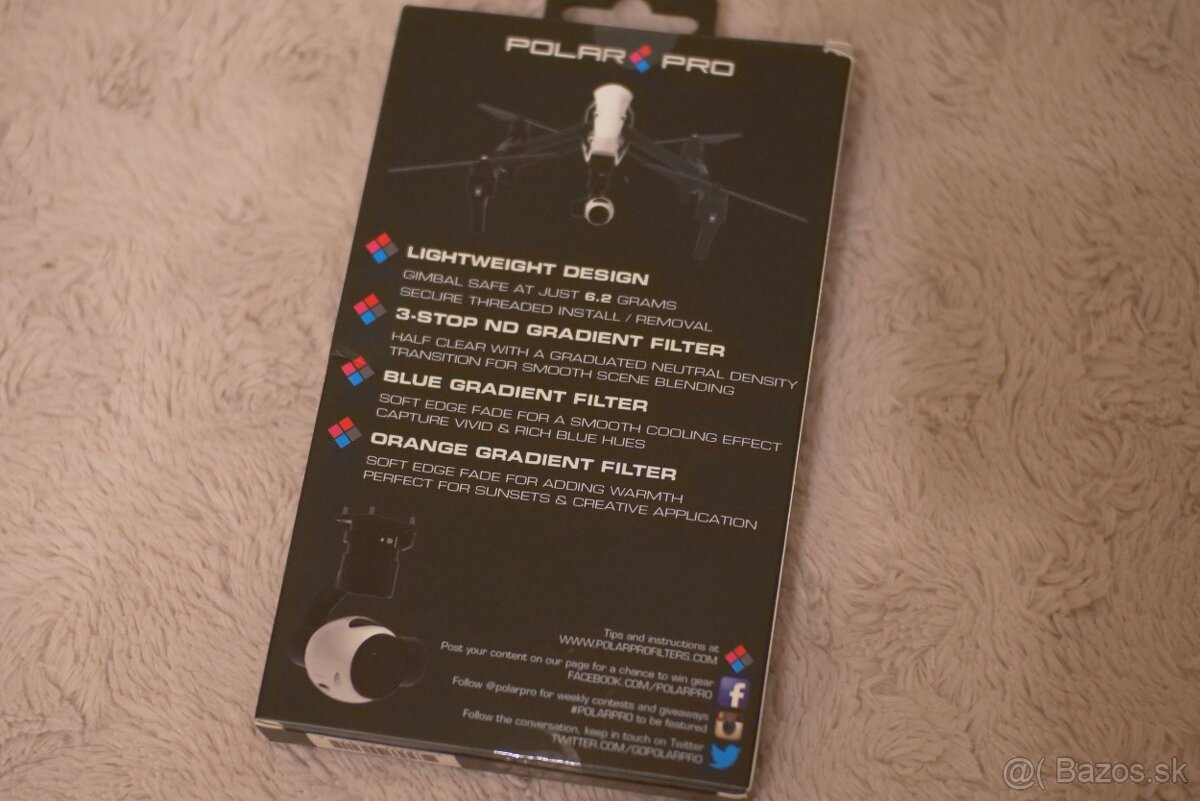 POLAR PRO
LIGHTWEIGHT DESIGN
GIMBAL SAFE AT JUST 6.2 GRAMS
SECURE THREADED INSTALL / REMOVAL
3-STOP ND GRADIENT FILTER
HALF CLEAR WITH A GRADUATED NEUTRAL DENSITY
TRANSITION FOR SMOOTH SCENE BLENDING
BLUE GRADIENT FILTER
SOFT EDGE FADE FOR A SMOOTH COOLING EFFECT
CAPTURE VIVID & RICH BLUE HUES
ORANGE GRADIENT FILTER
SOFT EDGE FADE FOR ADDING WARMTH
PERFECT FOR SUNSETS & CREATIVE APPLICATION
Tips and instructions at
WWW.POLARPROFILTERS.COM
Post your content on our page for a chance to win gear
FACEBOOK.COM/POLARPRO
Follow @polarpro for weekly contests and giveaways
#POLARPRO to be featured
Follow the conversation, keep in touch on Twitter
TWITTER.COM/GOPOLARPRO
@( Bazos.sk